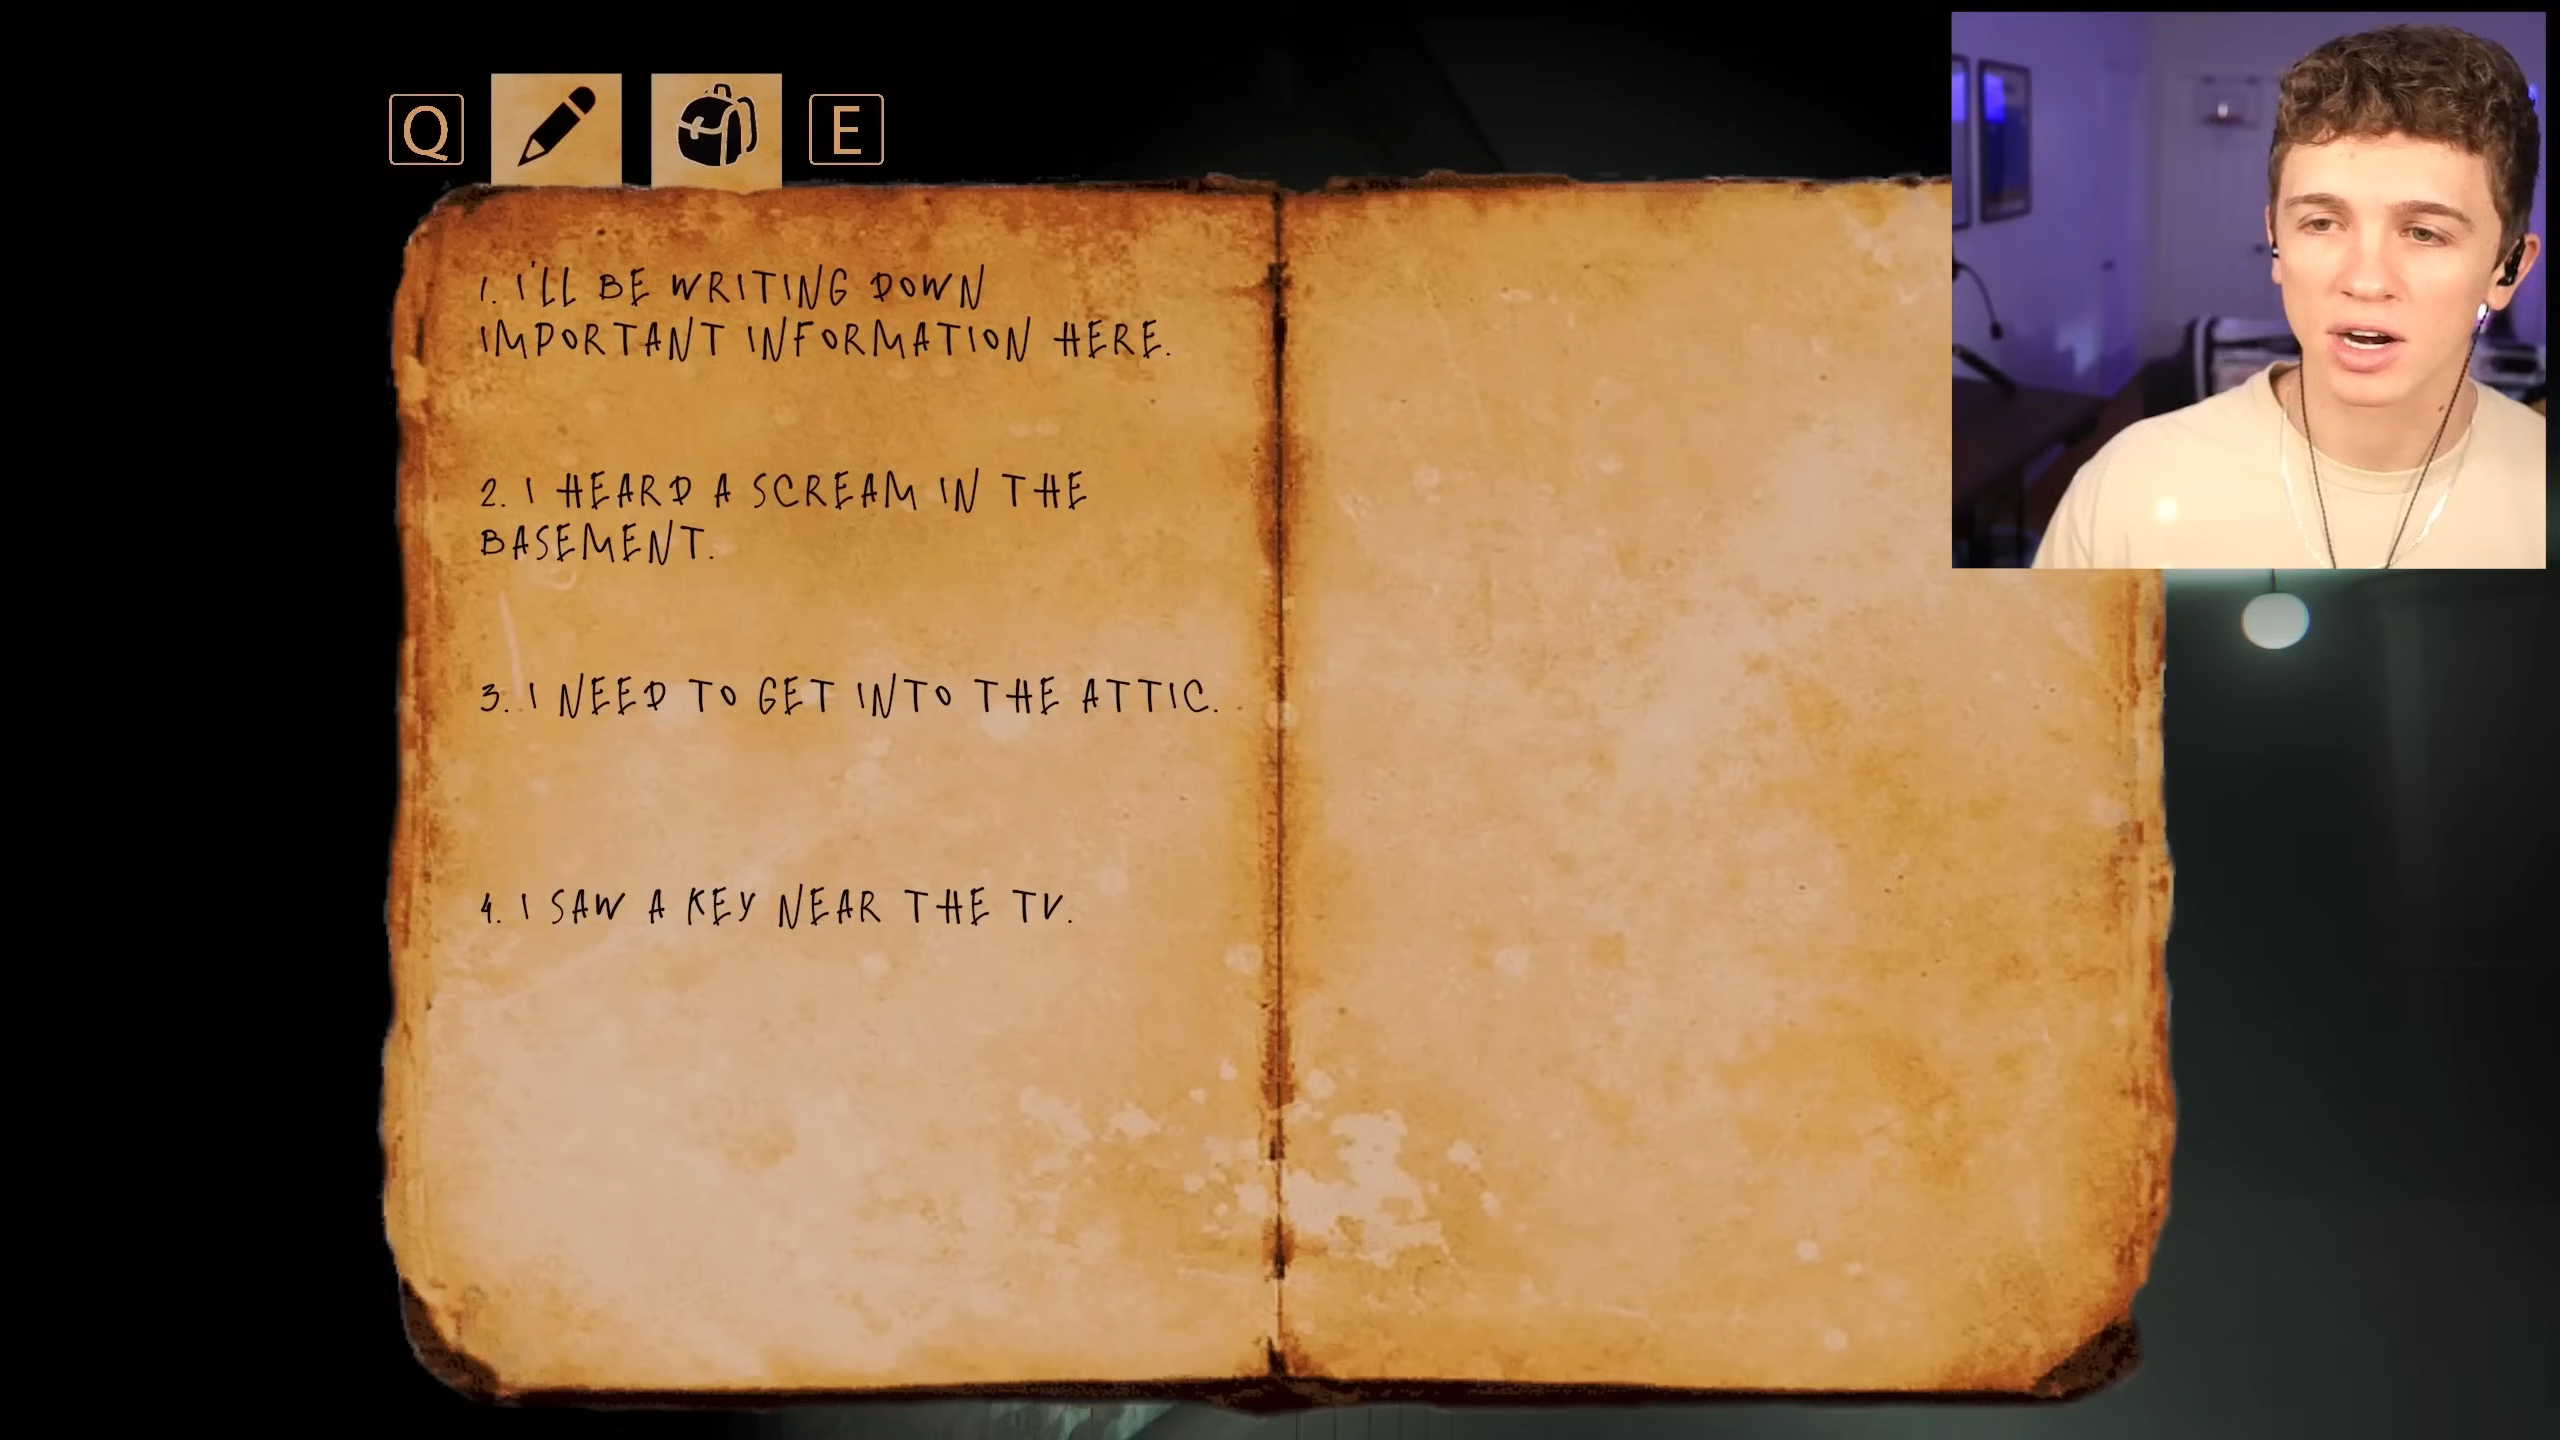 Q E
1. I'LL BE WRITING DOWN
IMPORTANT INFORMATION HERE.
2. I HEARD A SCREAM IN THE
BASEMENT.
3. I NEED TO GET INTO THE ATTIC.
4. I SAW A KEY NEAR THE TV.